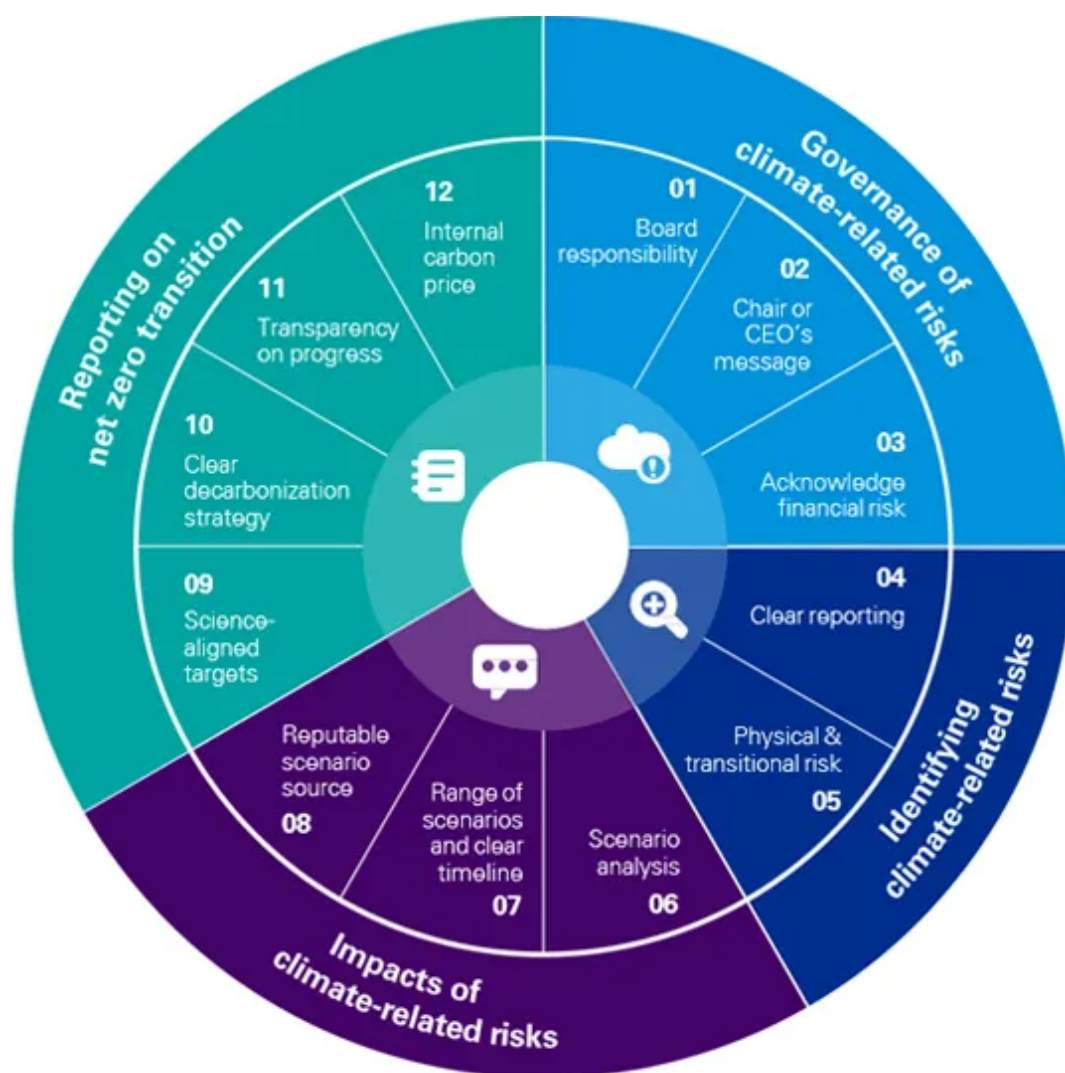 Governance of
climate-related risks
01
Board
responsibility
02
Chair or
CEO's
message
03
Acknowledge
financial risk
Identifying
climate-related risks
04
Clear reporting
Physical &
transitional risk
05
Impacts of
climate-related risks
Scenario
analysis
06
Range of
scenarios
and clear
timeline
07
Reputable
scenario
source
08
Reporting on
net zero transition
09
Science-
aligned
targets
10
Clear
decarbonization
strategy
11
Transparency
on progress
12
Internal
carbon
price